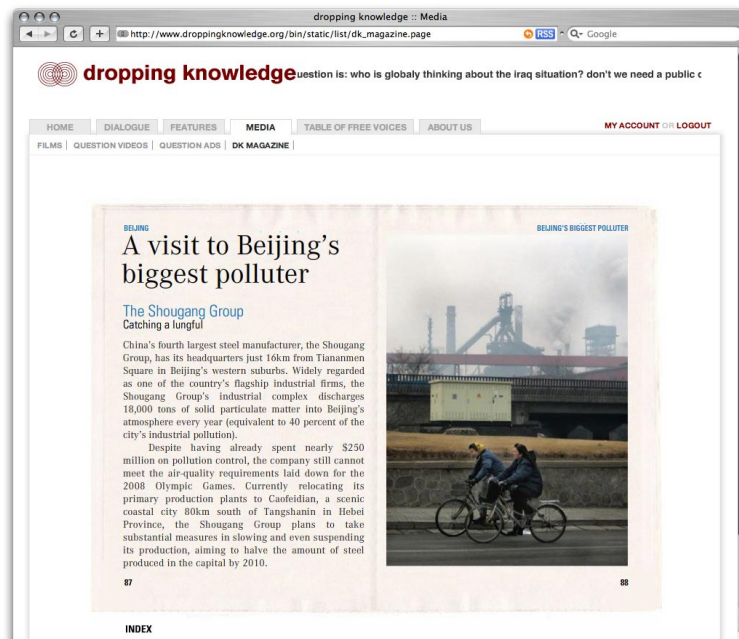 dropping knowledge :: Media
http://www.droppingknowledge.org/bin/static/list/dk_magazine.page
RSS
Google
dropping knowledge
uestion is: who is globaly thinking about the iraq situation? don't we need a public c
HOME
DIALOGUE
FEATURES
MEDIA
TABLE OF FREE VOICES
ABOUT US
MY ACCOUNT OR LOGOUT
FILMS
QUESTION VIDEOS
QUESTION ADS
DK MAGAZINE
BEIJING
A visit to Beijing's
biggest polluter
The Shougang Group
Catching a lungful
China's fourth largest steel manufacturer, the Shougang
Group, has its headquarters just 16km from Tiananmen
Square in Beijing's western suburbs. Widely regarded
as one of the country's flagship industrial firms, the
Shougang Group's industrial complex discharges
18,000 tons of solid particulate matter into Beijing's
atmosphere every year (equivalent to 40 percent of the
city's industrial pollution).
Despite having already spent nearly $250
million on pollution control, the company still cannot
meet the air-quality requirements laid down for the
2008 Olympic Games. Currently relocating its
primary production plants to Caofeidian, a scenic
coastal city 80km south of Tangshanin in Hebei
Province, the Shougang Group plans to take
substantial measures in slowing and even suspending
its production, aiming to halve the amount of steel
produced in the capital by 2010.
87
BEIJING'S BIGGEST POLLUTER
88
INDEX